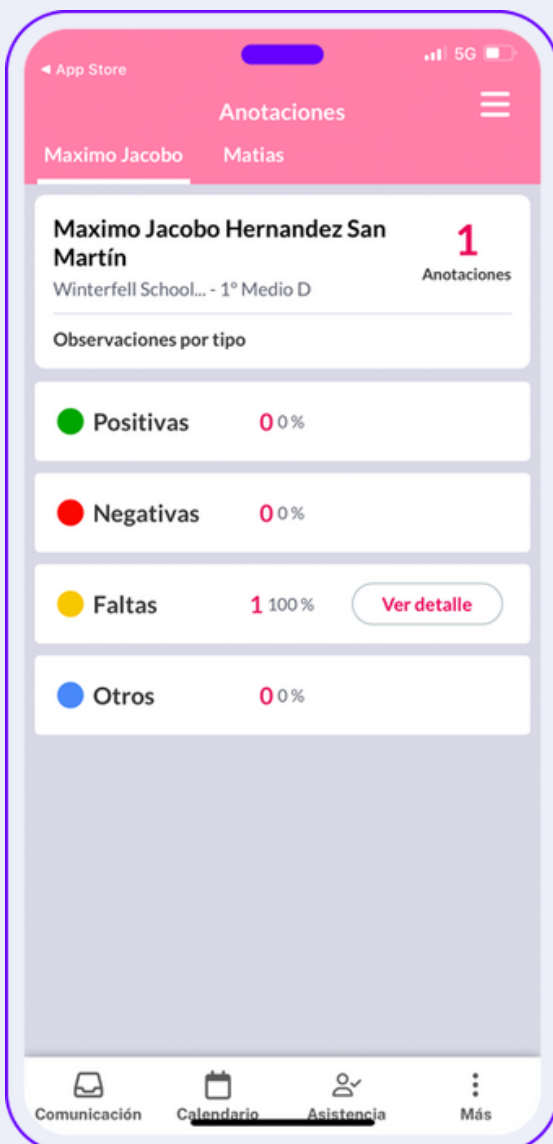 ◄ App Store
5G
Anotaciones
Maximo Jacobo Matias
Maximo Jacobo Hernandez San
Martín
1
Anotaciones
Winterfell School... - 1° Medio D
Observaciones por tipo
Positivas 0 0 %
Negativas 0 0 %
Faltas 1 100 % Ver detalle
Otros 0 0 %
Comunicación Calendario Asistencia Más